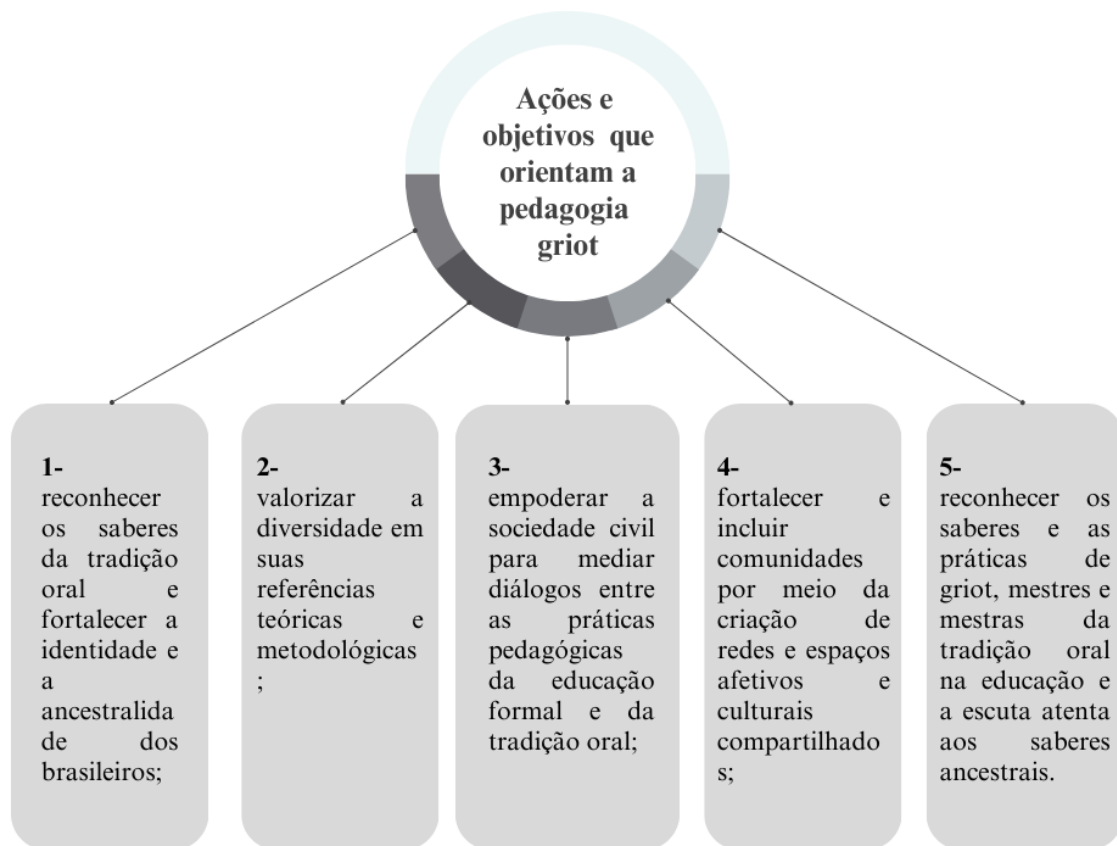 Ações e
objetivos que
orientam a
pedagogia
griot
1-
reconhecer
os saberes
da tradição
oral e
fortalecer a
identidade e
a
ancestralida
de dos
brasileiros;
2-
valorizar a
diversidade em
suas
referências
teóricas e
metodológicas
;
3-
empoderar a
sociedade civil
para mediar
diálogos entre
as práticas
pedagógicas
da educação
formal e da
tradição oral;
4-
fortalecer e
incluir
comunidades
por meio da
criação de
redes e espaços
afetivos e
culturais
compartilhado
s;
5-
reconhecer os
saberes e as
práticas de
griot, mestres e
mestras da
tradição oral
na educação e
a escuta atenta
aos saberes
ancestrais.